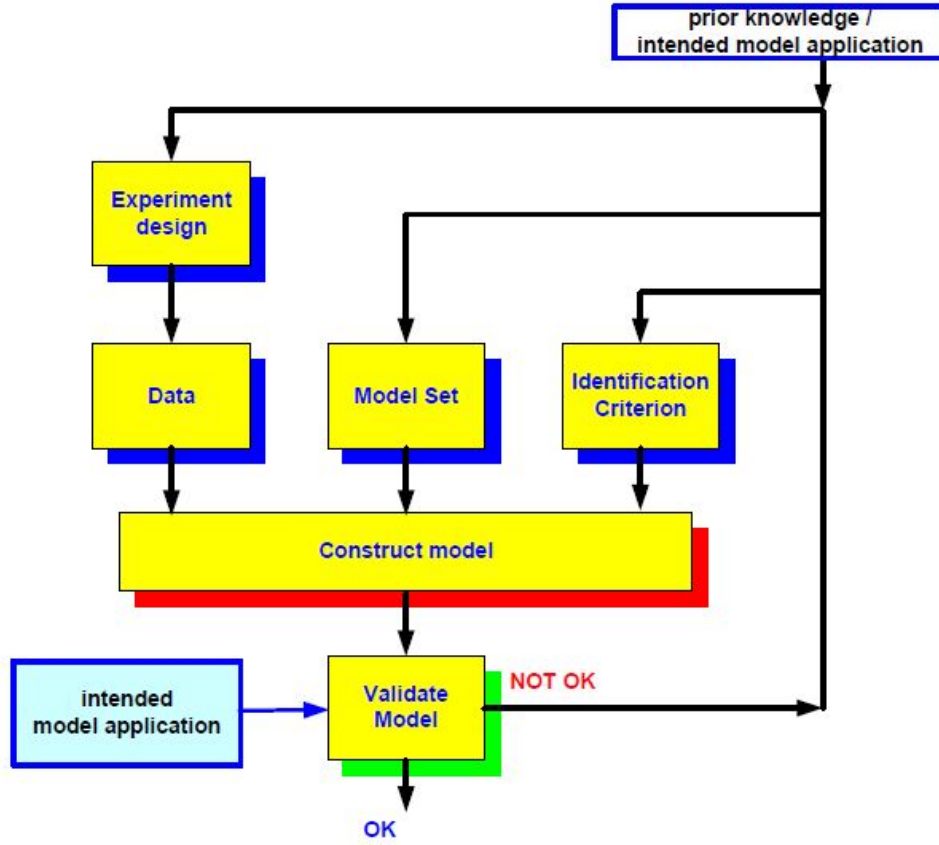 prior knowledge /
intended model application
Experiment
design
Data
Model Set
Identification
Criterion
Construct model
intended
model application
Validate
Model
NOT OK
OK